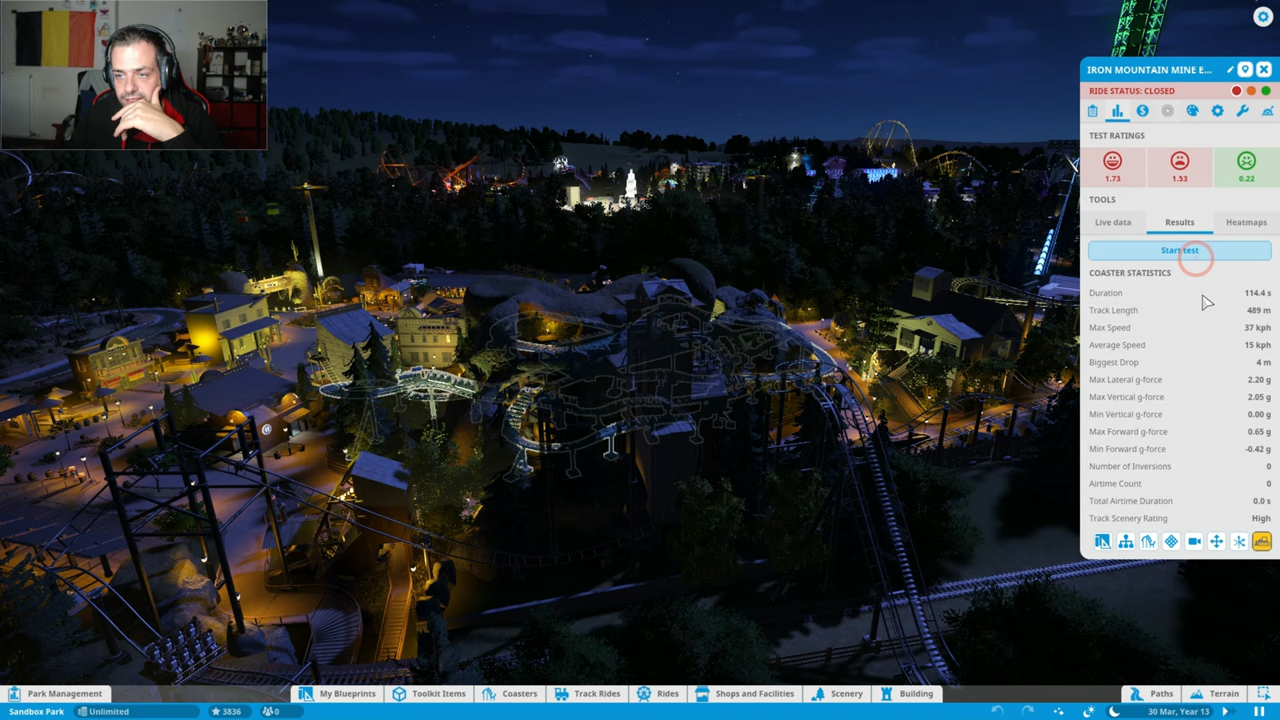 IRON MOUNTAIN MINE E...
RIDE STATUS: CLOSED
TEST RATINGS
1.73 1.53 0.22
TOOLS
Live data Results Heatmaps
Start test
COASTER STATISTICS
Duration 114.4 s
Track Length 489 m
Max Speed 37 kph
Average Speed 15 kph
Biggest Drop 4 m
Max Lateral g-force 2.20 g
Max Vertical g-force 2.05 g
Min Vertical g-force 0.00 g
Max Forward g-force 0.65 g
Min Forward g-force -0.42 g
Number of Inversions 0
Airtime Count 0
Total Airtime Duration 0.0 s
Track Scenery Rating High
Park Management My Blueprints Toolkit Items Coasters Track Rides Rides Shops and Facilities Scenery Building Paths Terrain
Sandbox Park Unlimited 3836 0 30 Mar, Year 13